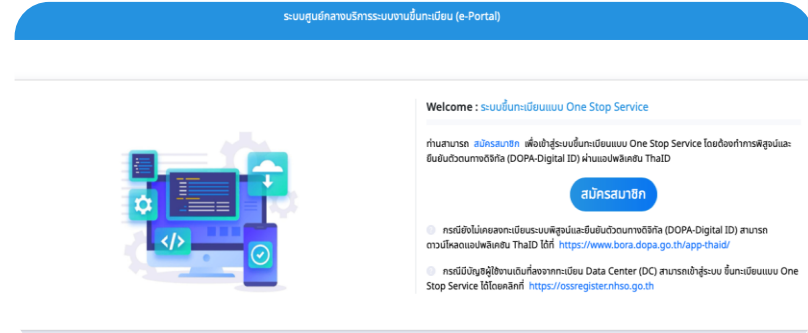 ระบบศูนย์กลางบริการระบบงานขึ้นทะเบียน (e-Portal)
Welcome : ระบบขึ้นทะเบียนแบบ One Stop Service
ท่านสามารถ สมัครสมาชิก เพื่อเข้าสู่ระบบขึ้นทะเบียนแบบ One Stop Service โดยต้องทำการพิสูจน์และ
ยืนยันตัวตนทางดิจิทัล (DOPA-Digital ID) ผ่านแอปพลิเคชัน ThaID
สมัครสมาชิก
กรณียังไม่เคยลงทะเบียนระบบพิสูจน์และยืนยันตัวตนทางดิจิทัล (DOPA-Digital ID) สามารถ
ดาวน์โหลดแอปพลิเคชัน ThaID ได้ที่ https://www.bora.dopa.go.th/app-thaid/
กรณีมีบัญชีผู้ใช้งานเดิมที่ลงจากทะเบียน Data Center (DC) สามารถเข้าสู่ระบบ ขึ้นทะเบียนแบบ One
Stop Service ได้โดยคลิกที่ https://ossregister.nhso.go.th